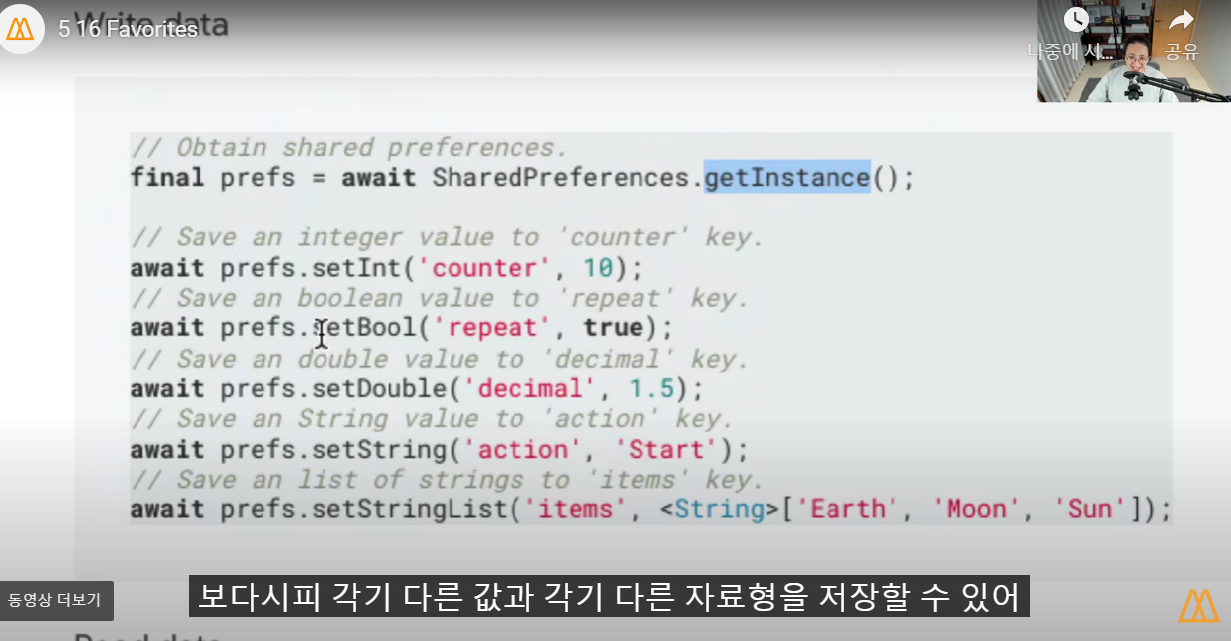 Write data
5 16 Favorites
나중에 시...
공유
// Obtain shared preferences.
final prefs = await SharedPreferences.getInstance();
// Save an integer value to 'counter' key.
await prefs.setInt('counter', 10);
// Save an boolean value to 'repeat' key.
await prefs.setBool('repeat', true);
// Save an double value to 'decimal' key.
await prefs.setDouble('decimal', 1.5);
// Save an String value to 'action' key.
await prefs.setString('action', 'Start');
// Save an list of strings to 'items' key.
await prefs.setStringList('items', <String>['Earth', 'Moon', 'Sun']);
보다시피 각기 다른 값과 각기 다른 자료형을 저장할 수 있어
동영상 더보기
Read data